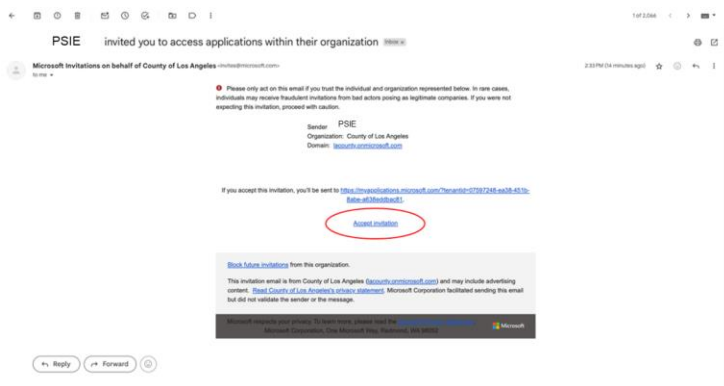 1 of 2,066
PSIE invited you to access applications within their organization Inbox x
Microsoft Invitations on behalf of County of Los Angeles <invites@microsoft.com>
2:33 PM (14 minutes ago)
to me
Please only act on this email if you trust the individual and organization represented below. In rare cases,
individuals may receive fraudulent invitations from bad actors posing as legitimate companies. If you were not
expecting this invitation, proceed with caution.
Sender PSIE
Organization: County of Los Angeles
Domain: lacounty.onmicrosoft.com
If you accept this invitation, you'll be sent to https://myapplications.microsoft.com/?tenantid=07597248-ea38-451b-
8abe-a638eddbac81.
Accept invitation
Block future invitations from this organization.
This invitation email is from County of Los Angeles (lacounty.onmicrosoft.com) and may include advertising
content. Read County of Los Angeles's privacy statement. Microsoft Corporation facilitated sending this email
but did not validate the sender or the message.
Microsoft respects your privacy. To learn more, please read the
Microsoft Corporation, One Microsoft Way, Redmond, WA 98052
Microsoft
Reply
Forward